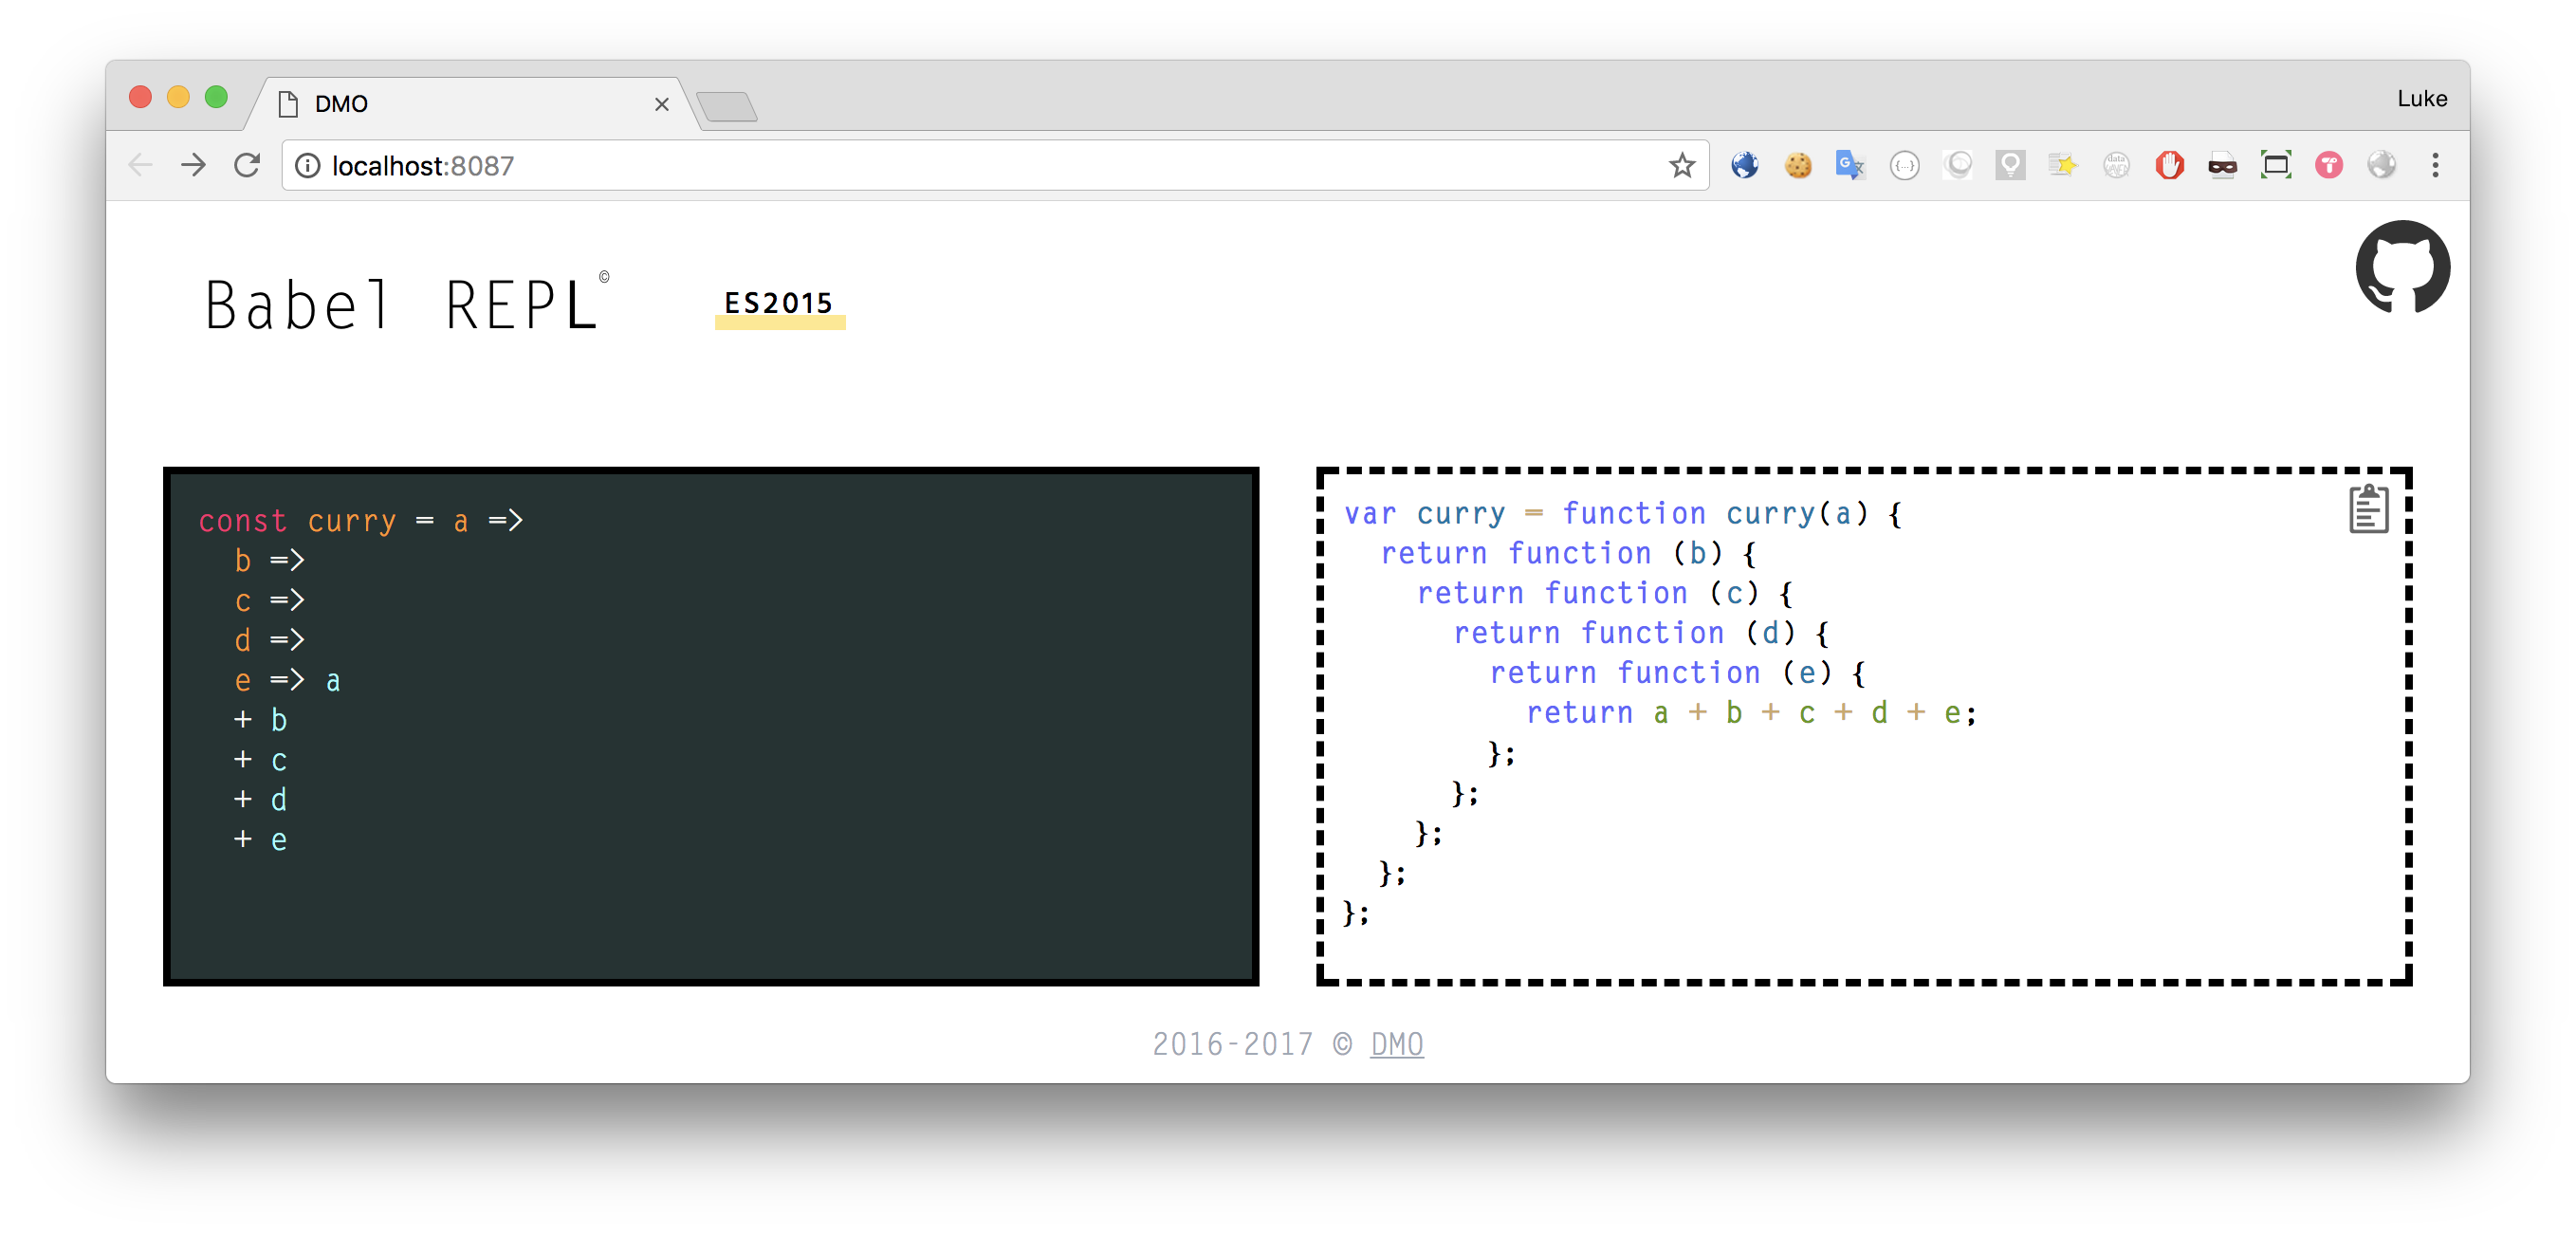 DMO
Luke
localhost:8087
Babel REPL©
ES2015
const curry = a =>
  b =>
  c =>
  d =>
  e => a
  + b
  + c
  + d
  + e
var curry = function curry(a) {
  return function (b) {
    return function (c) {
      return function (d) {
        return function (e) {
          return a + b + c + d + e;
        };
      };
    };
  };
};
2016-2017 © DMO